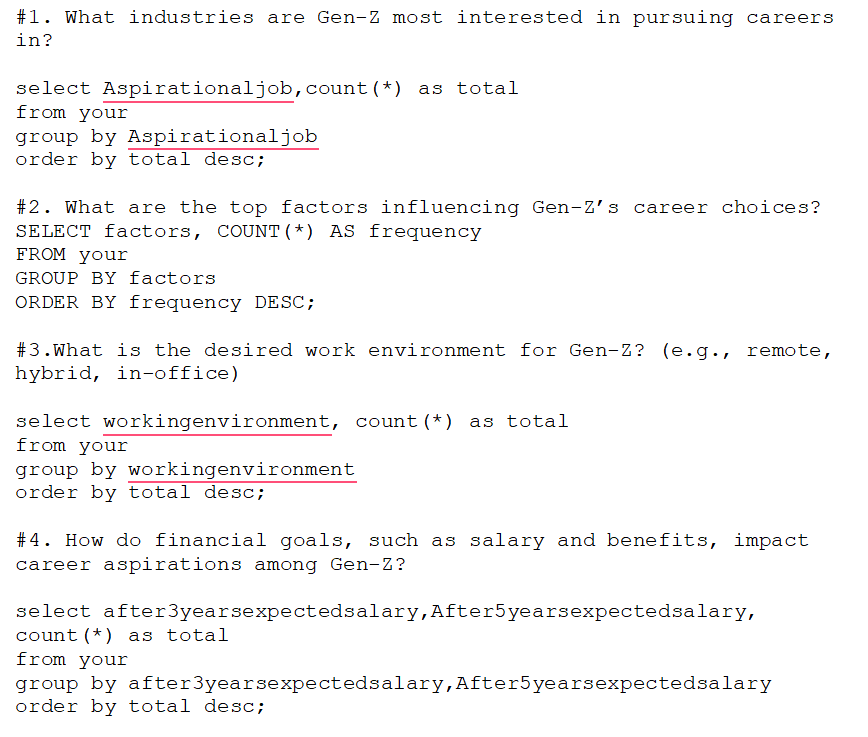 #1. What industries are Gen-Z most interested in pursuing careers
in?
select Aspirationaljob,count(*) as total
from your
group by Aspirationaljob
order by total desc;
#2. What are the top factors influencing Gen-Z’s career choices?
SELECT factors, COUNT(*) AS frequency
FROM your
GROUP BY factors
ORDER BY frequency DESC;
#3.What is the desired work environment for Gen-Z? (e.g., remote,
hybrid, in-office)
select workingenvironment, count(*) as total
from your
group by workingenvironment
order by total desc;
#4. How do financial goals, such as salary and benefits, impact
career aspirations among Gen-Z?
select after3yearsexpectedsalary,After5yearsexpectedsalary,
count(*) as total
from your
group by after3yearsexpectedsalary,After5yearsexpectedsalary
order by total desc;